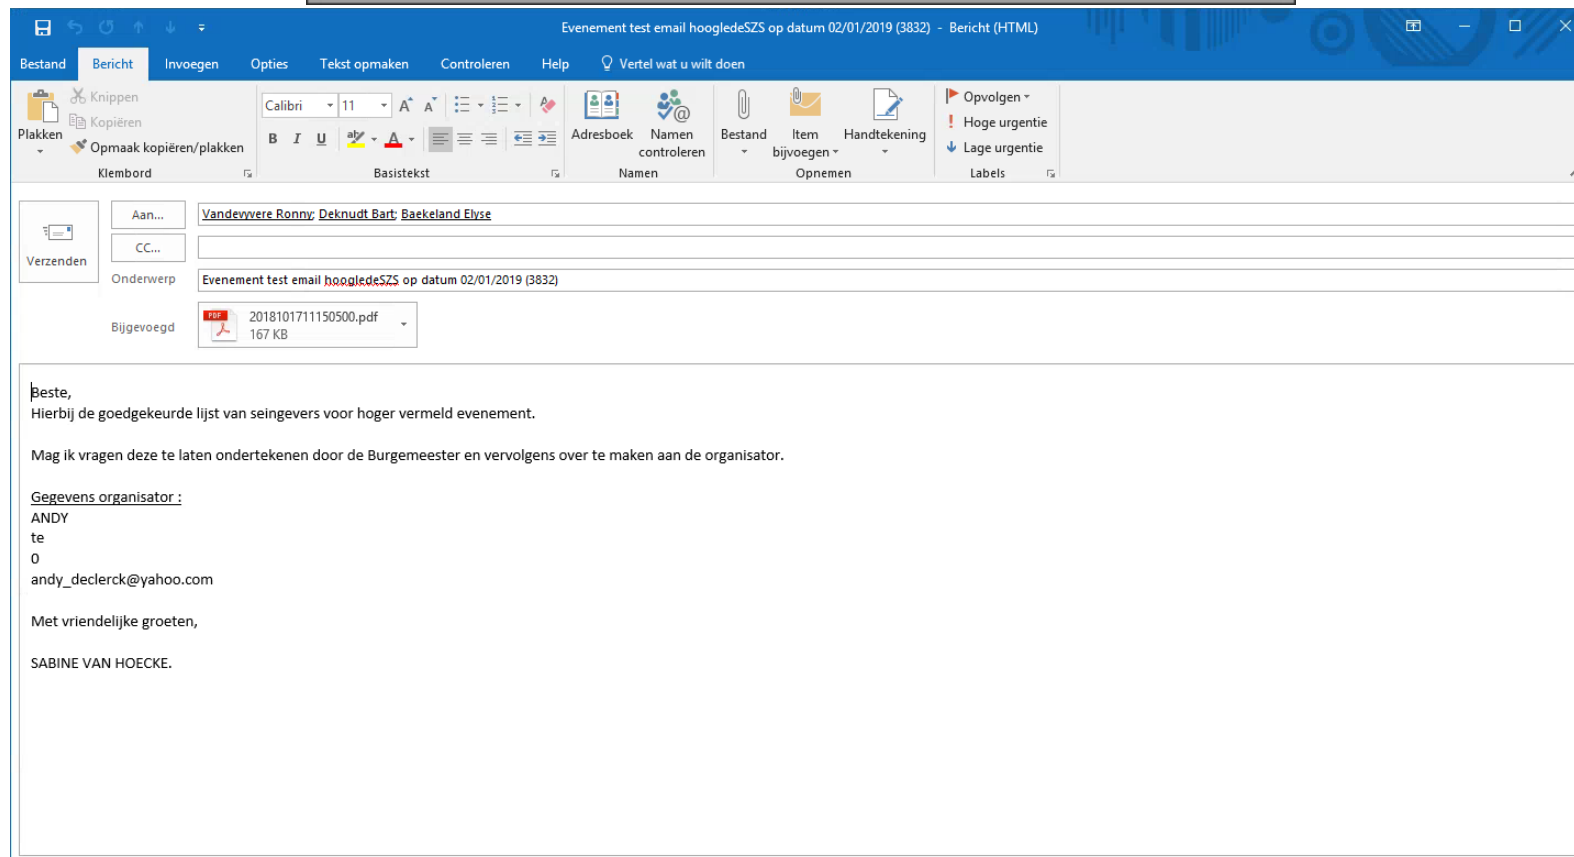 Evenement test email hoogledeSZS op datum 02/01/2019 (3832) - Bericht (HTML)
Bestand Bericht Invoegen Opties Tekst opmaken Controleren Help Vertel wat u wilt doen
Plakken
Knippen
Kopiëren
Opmaak kopiëren/plakken
Klembord
Calibri 11
B I U
Basistekst
Adresboek
Namen controleren
Namen
Bestand
Item bijvoegen
Handtekening
Opnemen
Opvolgen
Hoge urgentie
Lage urgentie
Labels
Verzenden
Aan... Vandevyvere Ronny; Deknudt Bart; Baekeland Elyse
CC...
Onderwerp Evenement test email hoogledeSZS op datum 02/01/2019 (3832)
Bijgevoegd PDF 2018101711150500.pdf
167 KB
Beste,
Hierbij de goedgekeurde lijst van seingevers voor hoger vermeld evenement.
Mag ik vragen deze te laten ondertekenen door de Burgemeester en vervolgens over te maken aan de organisator.
Gegevens organisator :
ANDY
te
0
andy_declerck@yahoo.com
Met vriendelijke groeten,
SABINE VAN HOECKE.